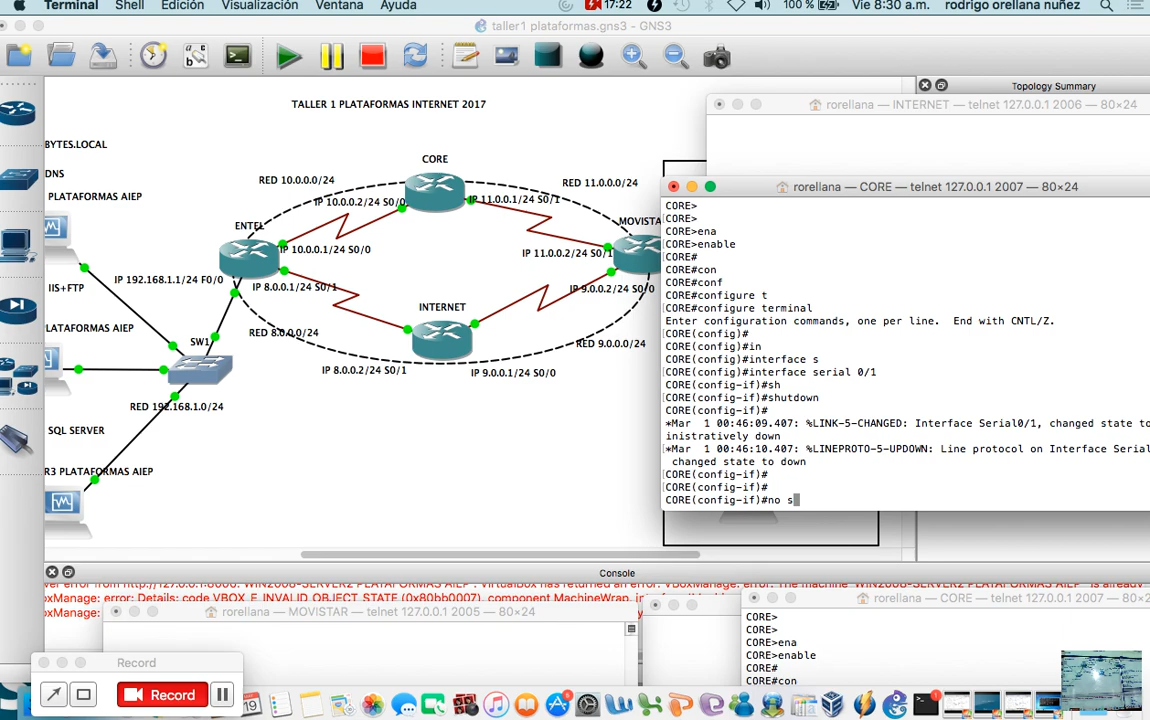 Terminal Shell Edición Visualización Ventana Ayuda 17:22 100 % Vie 8:30 a.m. rodrigo orellana nuñez
taller1 plataformas.gns3 - GNS3
Topology Summary
TALLER 1 PLATAFORMAS INTERNET 2017
rorellana — INTERNET — telnet 127.0.0.1 2006 — 80×24
BYTES.LOCAL
DNS
PLATAFORMAS AIEP
IIS+FTP
LATAFORMAS AIEP
SQL SERVER
R3 PLATAFORMAS AIEP
CORE
RED 10.0.0.0/24
RED 11.0.0.0/24
IP 10.0.0.2/24 S0/0
IP 11.0.0.1/24 S0/1
ENTEL
MOVISTA
IP 10.0.0.1/24 S0/0
IP 11.0.0.2/24 S0/1
IP 192.168.1.1/24 F0/0
IP 8.0.0.1/24 S0/1
IP 9.0.0.2/24 S0/0
INTERNET
RED 8.0.0.0/24
RED 9.0.0.0/24
SW1
IP 8.0.0.2/24 S0/1
IP 9.0.0.1/24 S0/0
RED 192.168.1.0/24
rorellana — CORE — telnet 127.0.0.1 2007 — 80×24
CORE>
CORE>
CORE>ena
CORE>enable
CORE#
CORE#con
CORE#conf
CORE#configure t
CORE#configure terminal
Enter configuration commands, one per line. End with CNTL/Z.
CORE(config)#
CORE(config)#in
CORE(config)#interface s
CORE(config)#interface serial 0/1
CORE(config-if)#sh
CORE(config-if)#shutdown
CORE(config-if)#
*Mar 1 00:46:09.407: %LINK-5-CHANGED: Interface Serial0/1, changed state to
inistratively down
*Mar 1 00:46:10.407: %LINEPROTO-5-UPDOWN: Line protocol on Interface Serial
changed state to down
CORE(config-if)#
CORE(config-if)#
CORE(config-if)#no s
Console
oxManage: error: Details: code VBOX_E_INVALID_OBJECT_STATE (0x80bb0007), component MachineWrap,
rorellana — MOVISTAR — telnet 127.0.0.1 2005 — 80×24
rorellana — CORE — telnet 127.0.0.1 2007 — 80×2
CORE>
CORE>
CORE>ena
CORE>enable
CORE#
CORE#con
Record
Record